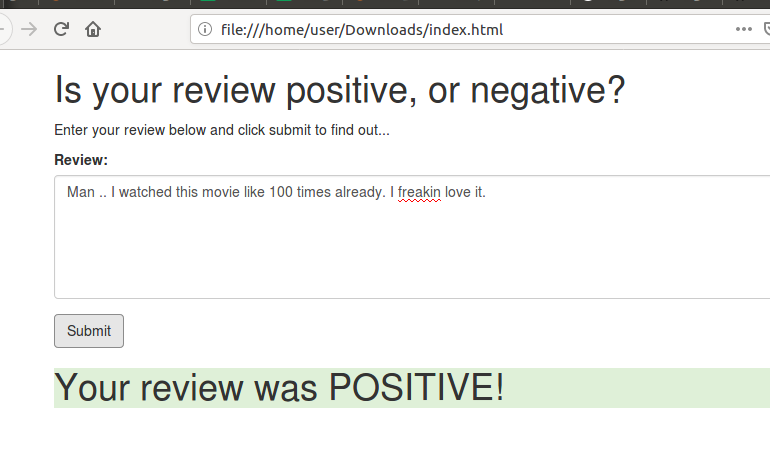 file:///home/user/Downloads/index.html
Is your review positive, or negative?
Enter your review below and click submit to find out...
Review:
Man .. I watched this movie like 100 times already. I freakin love it.
Submit
Your review was POSITIVE!